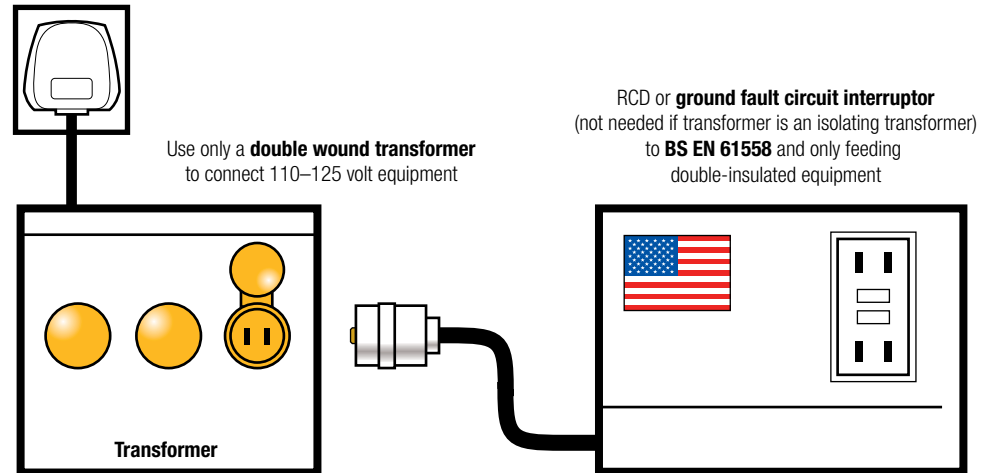 Use only a double wound transformer
to connect 110–125 volt equipment
RCD or ground fault circuit interruptor
(not needed if transformer is an isolating transformer)
to BS EN 61558 and only feeding
double-insulated equipment
Transformer